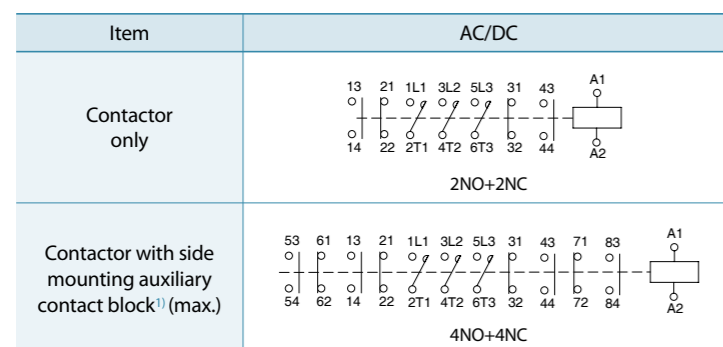 Item AC/DC
Contactor
only
13 21 1L1 3L2 5L3 31 43 A1
14 22 2T1 4T2 6T3 32 44 A2
2NO+2NC
Contactor with side
mounting auxiliary
contact block1) (max.)
53 61 13 21 1L1 3L2 5L3 31 43 71 83 A1
54 62 14 22 2T1 4T2 6T3 32 44 72 84 A2
4NO+4NC